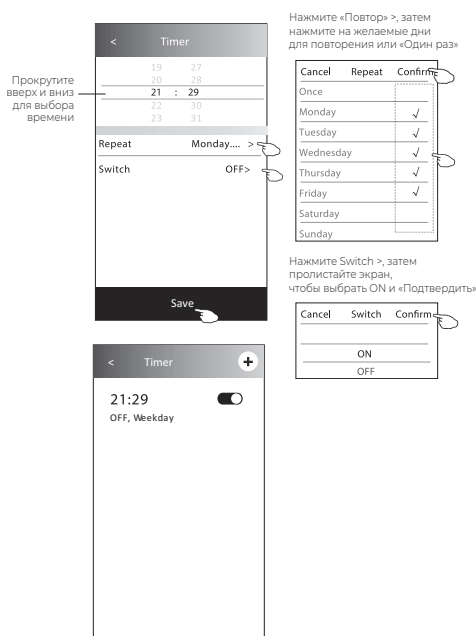 Нажмите «Повтор» >, затем
нажмите на желаемые дни
для повторения или «Один раз»
< Timer
19 27
20 28
21 : 29
22 30
23 31
Прокрутите
вверх и вниз
для выбора
времени
Repeat Monday.... >
Switch OFF>
Save
Cancel Repeat Confirm
Once
Monday √
Tuesday √
Wednesday √
Thursday √
Friday √
Saturday
Sunday
Нажмите Switch >, затем
пролистайте экран,
чтобы выбрать ON и «Подтвердить»
Cancel Switch Confirm
ON
OFF
< Timer +
21:29
OFF, Weekday